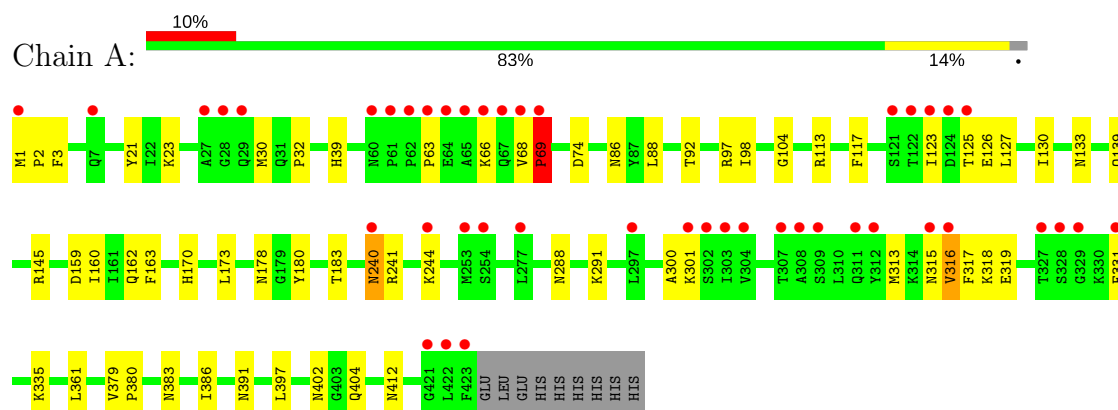 10%
Chain A:
83%
14%
M1 P2 F3 Q7 Y21 I22 K23 A27 G28 Q29 N30 Q31 P32 H39 N60 P61 P62 P63 E64 A65 K66 Q67 V68 P69 D74 N86 Y87 L88 T92 R97 I98 G104 R113 F117 S121 T122 I123 D124 T125 E126 L127 I130 N133
R145 D159 I160 I161 Q162 F163 H170 L173 N178 G179 Y180 T183 N240 R241 K244 M253 S254 L277 N288 K291 L297 A300 K301 S302 I303 V304 T307 A308 S309 L310 Q311 Y312 M313 K314 N315 V316 F317 K318 E319 T327 S328 G329 K330
K335 L361 V379 P380 N383 I386 N391 L397 N402 G403 Q404 N412 G421 L422 F423 GLU LEU GLU HIS HIS HIS HIS HIS HIS